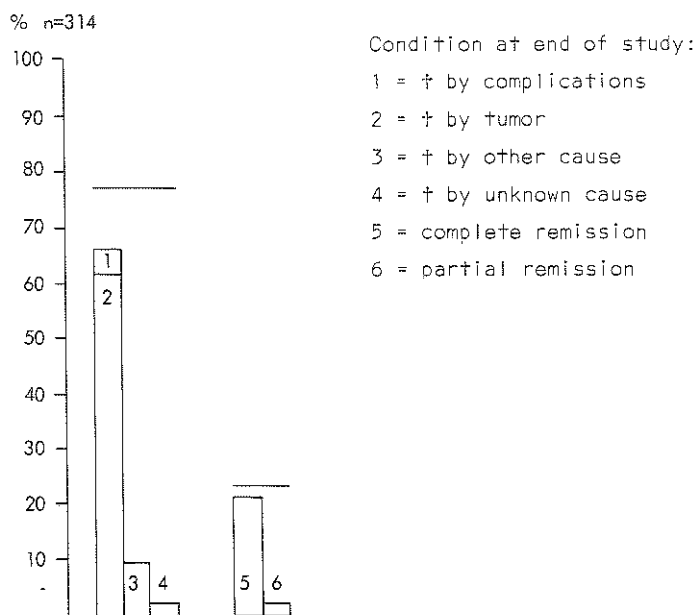 % n=314
100
90
80
70
60
50
40
30
20
10
1
2
3
4
5
6
Condition at end of study:
1 = † by complications
2 = † by tumor
3 = † by other cause
4 = † by unknown cause
5 = complete remission
6 = partial remission